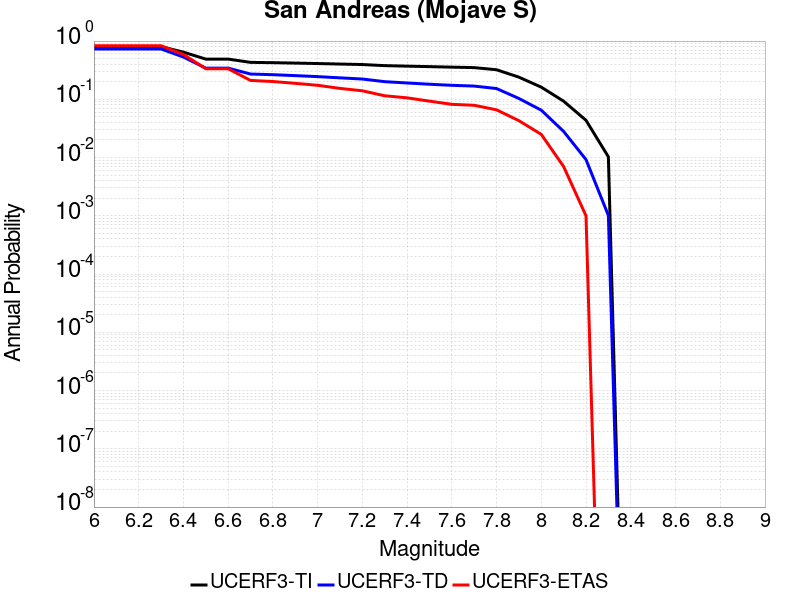 San Andreas (Mojave S)
10^0
10^-1
10^-2
10^-3
10^-4
10^-5
10^-6
10^-7
10^-8
Annual Probability
6 6.2 6.4 6.6 6.8 7 7.2 7.4 7.6 7.8 8 8.2 8.4 8.6 8.8 9
Magnitude
UCERF3-TI UCERF3-TD UCERF3-ETAS